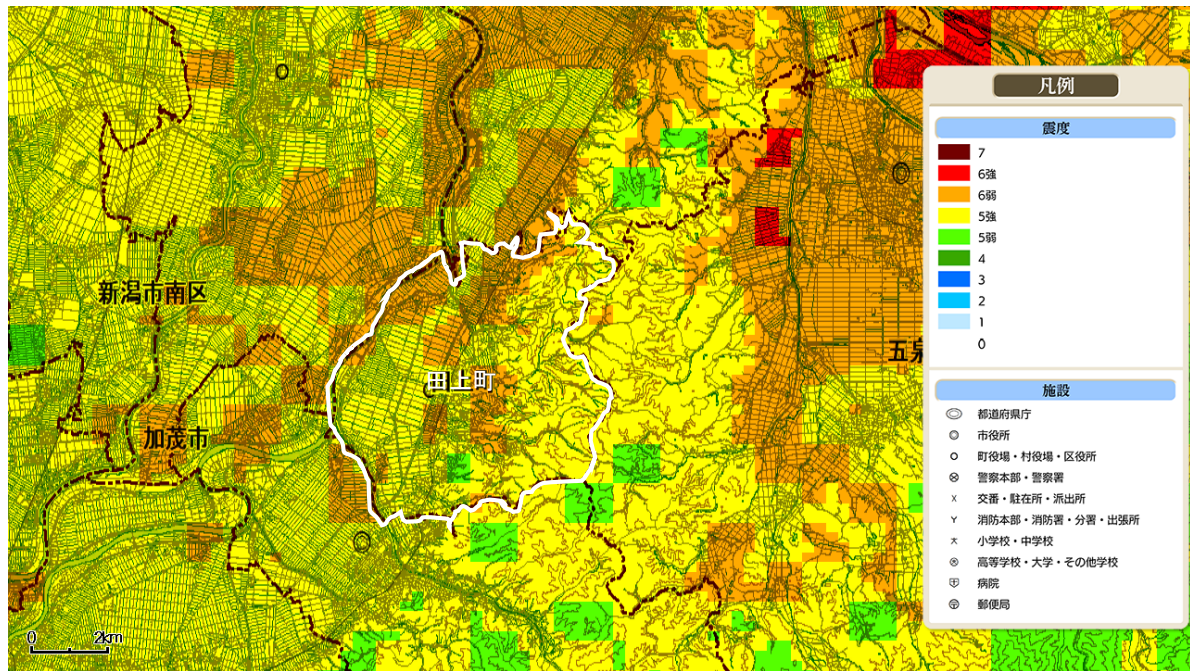 凡例
震度
7
6強
6弱
5強
5弱
4
3
2
1
0
新潟市南区
五泉
田上町
加茂市
施設
都道府県庁
市役所
町役場・村役場・区役所
警察本部・警察署
交番・駐在所・派出所
消防本部・消防署・分署・出張所
小学校・中学校
高等学校・大学・その他学校
病院
郵便局
0 2km